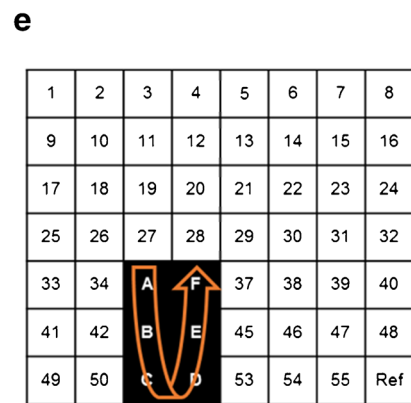 e
1 2 3 4 5 6 7 8
9 10 11 12 13 14 15 16
17 18 19 20 21 22 23 24
25 26 27 28 29 30 31 32
33 34 A F 37 38 39 40
41 42 B E 45 46 47 48
49 50 C D 53 54 55 Ref